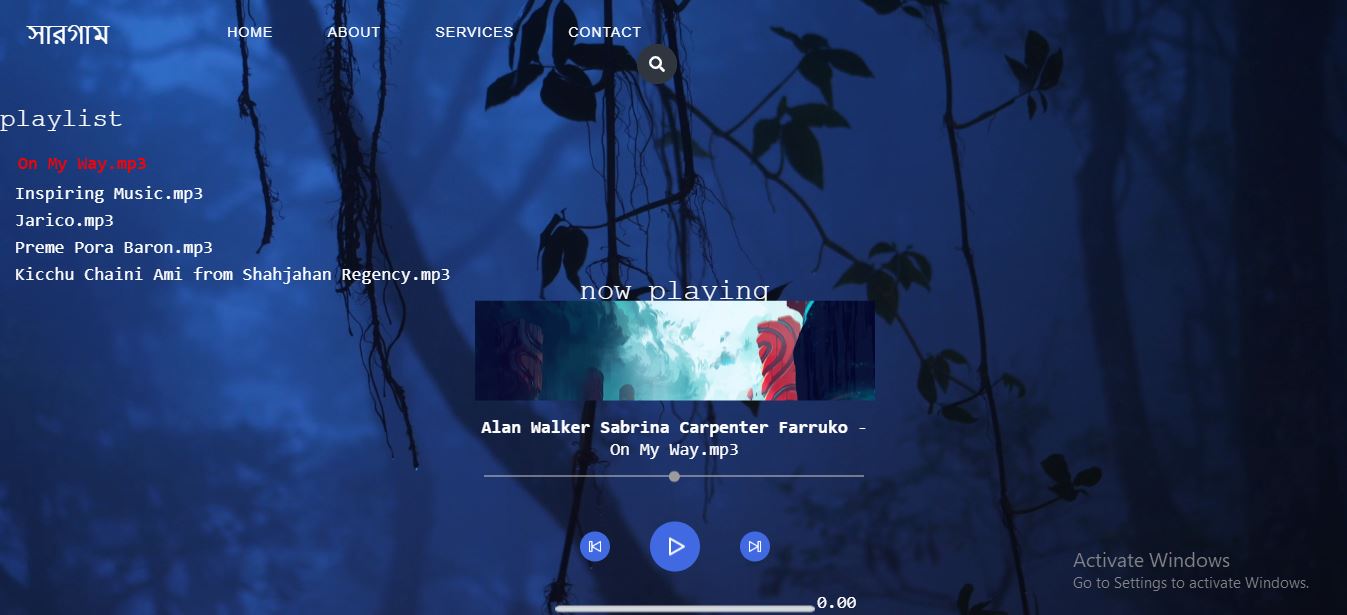 সারগাম
HOME
ABOUT
SERVICES
CONTACT
playlist
On My Way.mp3
Inspiring Music.mp3
Jarico.mp3
Preme Pora Baron.mp3
Kicchu Chaini Ami from Shahjahan Regency.mp3
now playing
Alan Walker Sabrina Carpenter Farruko -
On My Way.mp3
Activate Windows
Go to Settings to activate Windows.
0.00